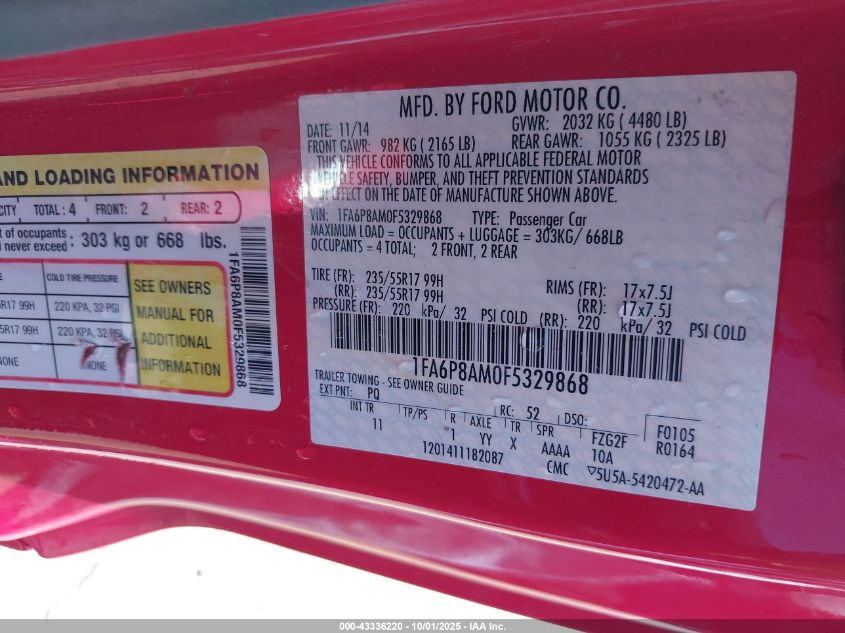 AND LOADING INFORMATION
CITY TOTAL: 4 FRONT: 2 REAR: 2
t of occupants
never exceed : 303 kg or 668 lbs.
COLD TIRE PRESSURE
5R17 99H 220 KPA, 32 PSI
5R17 99H 220 KPA, 32 PSI
NONE NONE
SEE OWNERS
MANUAL FOR
ADDITIONAL
INFORMATION
1FA6P8AM0F5329868
MFD. BY FORD MOTOR CO.
DATE: 11/14 GVWR: 2032 KG ( 4480 LB)
FRONT GAWR: 982 KG ( 2165 LB) REAR GAWR: 1055 KG ( 2325 LB)
THIS VEHICLE CONFORMS TO ALL APPLICABLE FEDERAL MOTOR
VEHICLE SAFETY, BUMPER, AND THEFT PREVENTION STANDARDS
IN EFFECT ON THE DATE OF MANUFACTURE SHOWN ABOVE.
VIN: 1FA6P8AM0F5329868 TYPE: Passenger Car
MAXIMUM LOAD = OCCUPANTS + LUGGAGE = 303KG/ 668LB
OCCUPANTS = 4 TOTAL; 2 FRONT, 2 REAR
TIRE (FR): 235/55R17 99H RIMS (FR): 17x7.5J
(RR): 235/55R17 99H (RR): 17x7.5J
PRESSURE (FR): 220 kPa/ 32 PSI COLD (RR): 220 kPa/ 32 PSI COLD
1FA6P8AM0F5329868
TRAILER TOWING - SEE OWNER GUIDE
EXT PNT: PQ RC: 52 DSO: F0105
INT TR TP/PS R AXLE TR SPR FZG2F R0164
11 1 YY X AAAA 10A
1201411182087 CMC ▽5U5A-5420472-AA
000-43336220 - 10/01/2025 - IAA Inc.